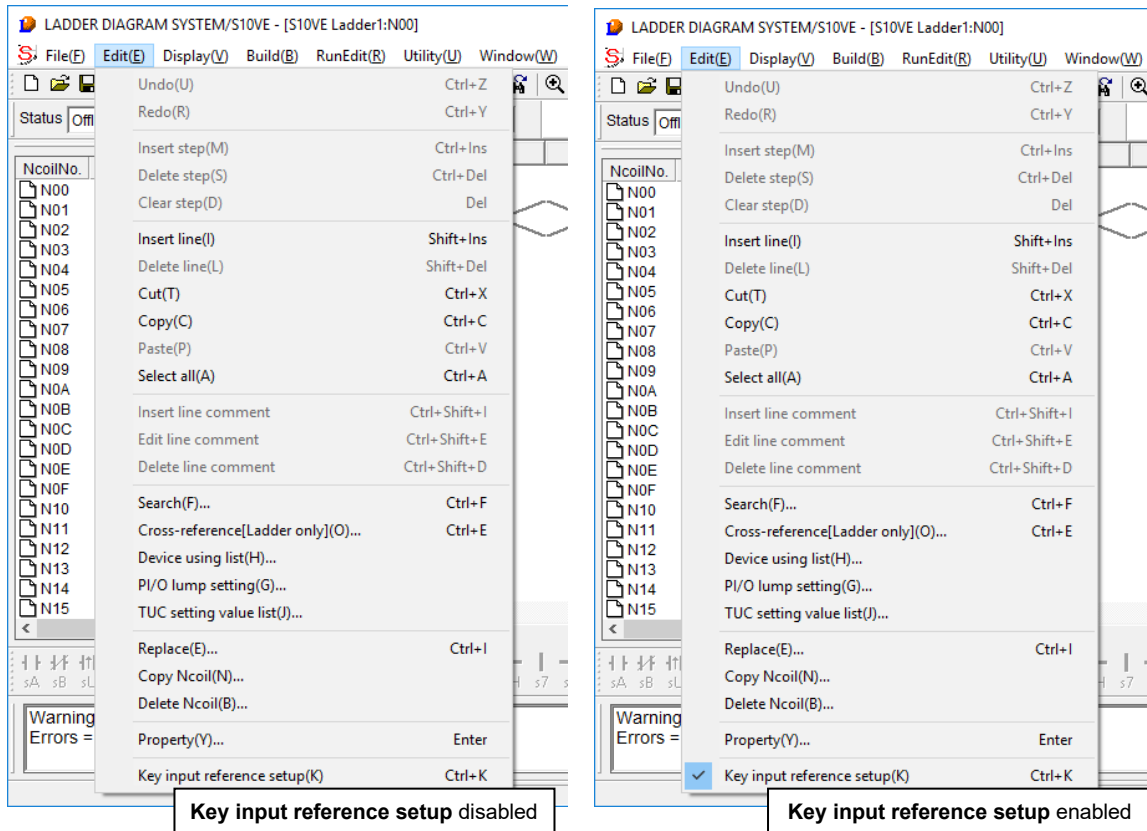 LADDER DIAGRAM SYSTEM/S10VE - [S10VE Ladder1:N00]
File(F) Edit(E) Display(V) Build(B) RunEdit(R) Utility(U) Window(W)
Undo(U) Ctrl+Z
Status Redo(R) Ctrl+Y
Insert step(M) Ctrl+Ins
NcoilNo. Delete step(S) Ctrl+Del
N00 Clear step(D) Del
N01
N02 Insert line(I) Shift+Ins
N03
N04 Delete line(L) Shift+Del
N05 Cut(T) Ctrl+X
N06 Copy(C) Ctrl+C
N07
N08 Paste(P) Ctrl+V
N09 Select all(A) Ctrl+A
N0A
N0B Insert line comment Ctrl+Shift+I
N0C
N0D Edit line comment Ctrl+Shift+E
N0E Delete line comment Ctrl+Shift+D
N0F
N10 Search(F)... Ctrl+F
N11 Cross-reference[Ladder only](O)... Ctrl+E
N12 Device using list(H)...
N13
N14 PI/O lump setting(G)...
N15 TUC setting value list(J)...
Replace(E)... Ctrl+I
sA sB Copy Ncoil(N)... s7
Delete Ncoil(B)...
Warning
Errors = Property(Y)... Enter
Key input reference setup(K) Ctrl+K
Key input reference setup disabled
LADDER DIAGRAM SYSTEM/S10VE - [S10VE Ladder1:N00]
File(F) Edit(E) Display(V) Build(B) RunEdit(R) Utility(U) Window(W)
Undo(U) Ctrl+Z
Status Redo(R) Ctrl+Y
Insert step(M) Ctrl+Ins
NcoilNo. Delete step(S) Ctrl+Del
N00 Clear step(D) Del
N01
N02 Insert line(I) Shift+Ins
N03
N04 Delete line(L) Shift+Del
N05 Cut(T) Ctrl+X
N06 Copy(C) Ctrl+C
N07
N08 Paste(P) Ctrl+V
N09 Select all(A) Ctrl+A
N0A
N0B Insert line comment Ctrl+Shift+I
N0C
N0D Edit line comment Ctrl+Shift+E
N0E Delete line comment Ctrl+Shift+D
N0F
N10 Search(F)... Ctrl+F
N11 Cross-reference[Ladder only](O)... Ctrl+E
N12 Device using list(H)...
N13
N14 PI/O lump setting(G)...
N15 TUC setting value list(J)...
Replace(E)... Ctrl+I
sA sB Copy Ncoil(N)... s7
Delete Ncoil(B)...
Warning
Errors = Property(Y)... Enter
Key input reference setup(K) Ctrl+K
Key input reference setup enabled